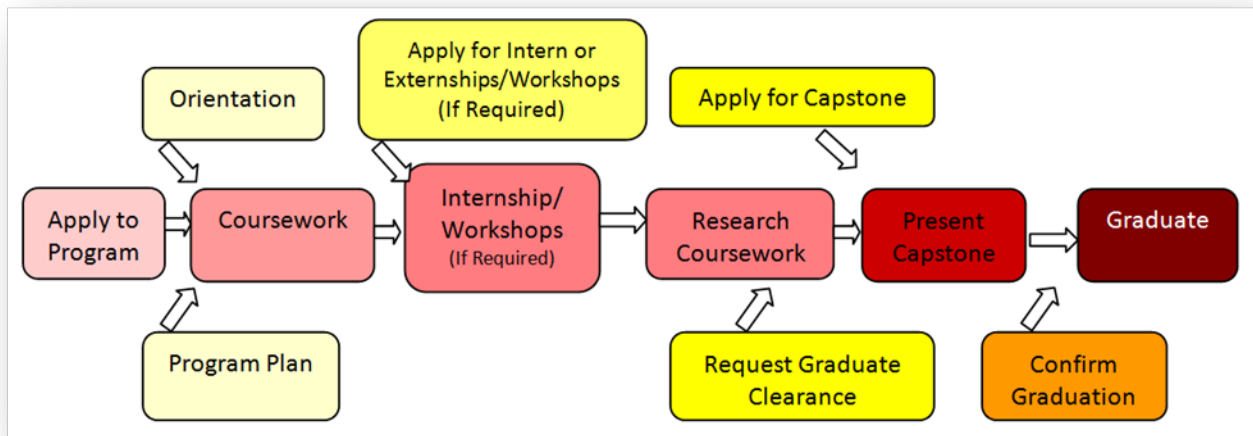 Orientation
Apply for Intern or
Externships/Workshops
(If Required)
Apply for Capstone
Apply to
Program
Coursework
Internship/
Workshops
(If Required)
Research
Coursework
Present
Capstone
Graduate
Program Plan
Request Graduate
Clearance
Confirm
Graduation